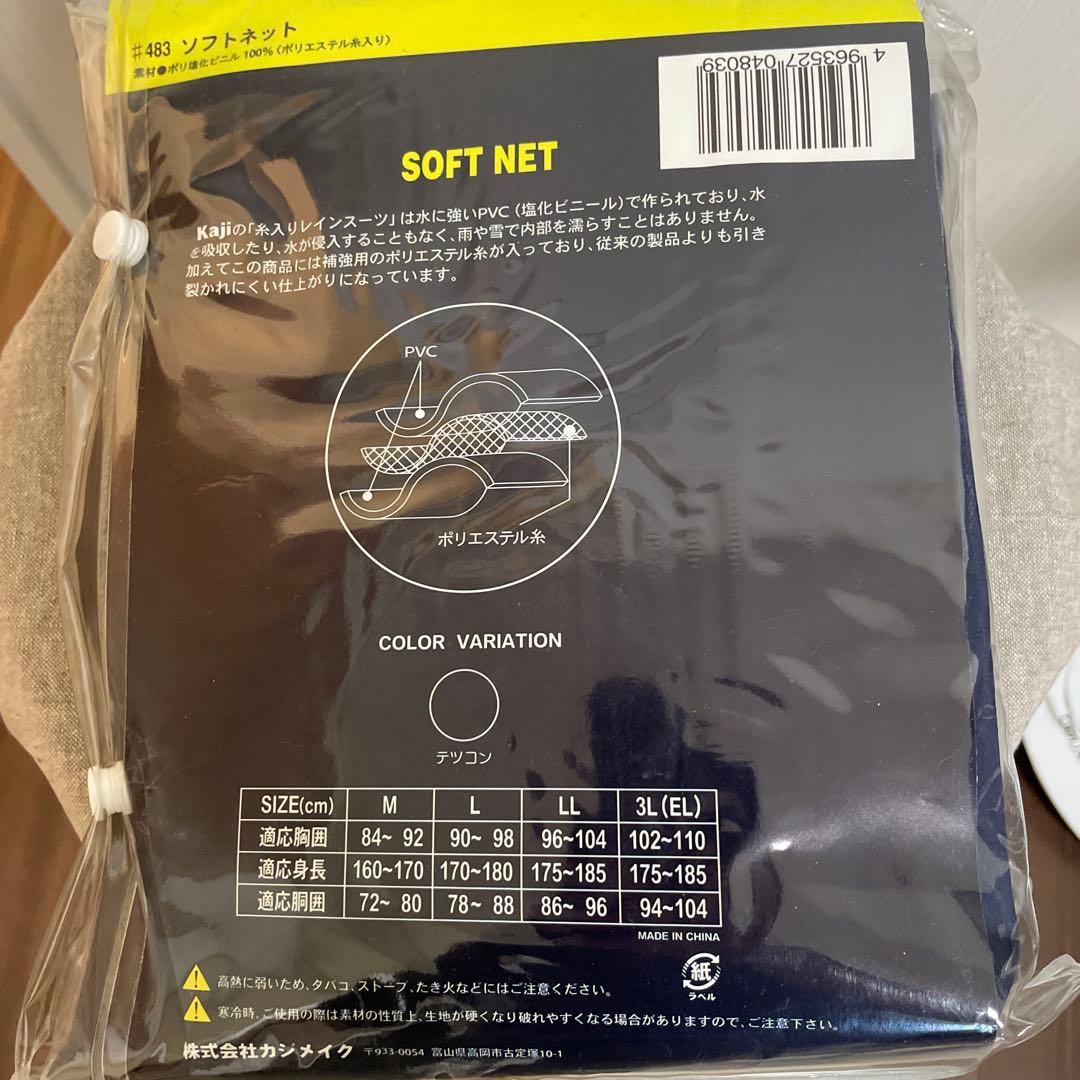 #483 ソフトネット
素材●ポリ塩化ビニル100%(ポリエステル糸入り)
4 963527 048039
SOFT NET
Kajiの「糸入りレインスーツ」は水に強いPVC(塩化ビニール)で作られており、水
を吸収したり、水が侵入することもなく、雨や雪で内部を濡らすことはありません。
加えてこの商品には補強用のポリエステル糸が入っており、従来の製品よりも引き
裂かれにくい仕上がりになっています。
PVC
ポリエステル糸
COLOR VARIATION
テツコン
SIZE(cm) M L LL 3L(EL)
適応胸囲 84~ 92 90~ 98 96~104 102~110
適応身長 160~170 170~180 175~185 175~185
適応胴囲 72~ 80 78~ 88 86~ 96 94~104
MADE IN CHINA
紙
ラベル
高熱に弱いため、タバコ、ストーブ、たき火などにはご注意ください。
寒冷時、ご使用の際は素材の性質上、生地が硬くなり破れやすくなる場合がありますので、ご注意下さい。
株式会社カジメイク 〒933-0054 富山県高岡市古定塚10-1